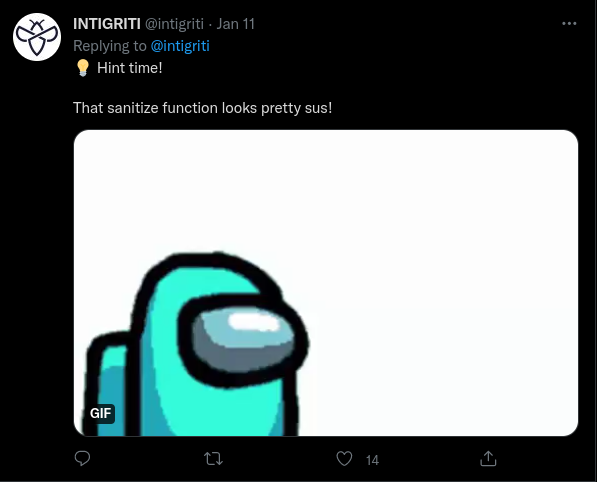 INTIGRITI @intigriti · Jan 11
Replying to @intigriti
💡 Hint time!
That sanitize function looks pretty sus!
GIF
14